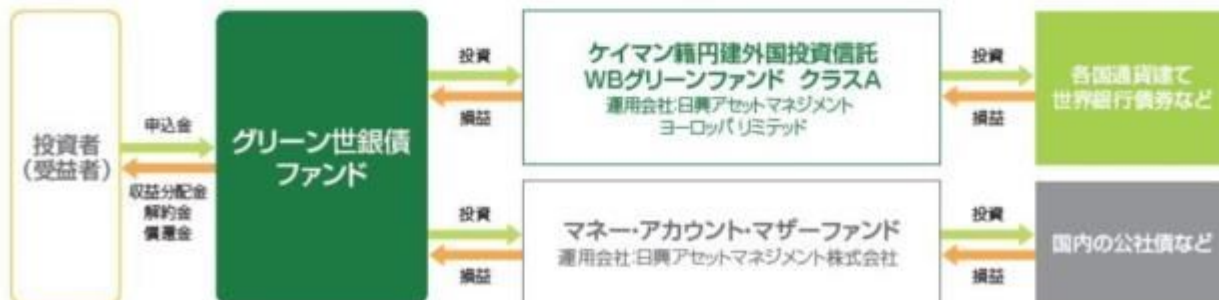 投資者
(受益者)
申込金
収益分配金
解約金
償還金
グリーン世銀債
ファンド
投資
損益
ケイマン籍円建外国投資信託
WBグリーンファンド クラスA
運用会社:日興アセットマネジメント
ヨーロッパ リミテッド
投資
損益
各国通貨建て
世界銀行債券など
投資
損益
マネー・アカウント・マザーファンド
運用会社:日興アセットマネジメント株式会社
投資
損益
国内の公社債など